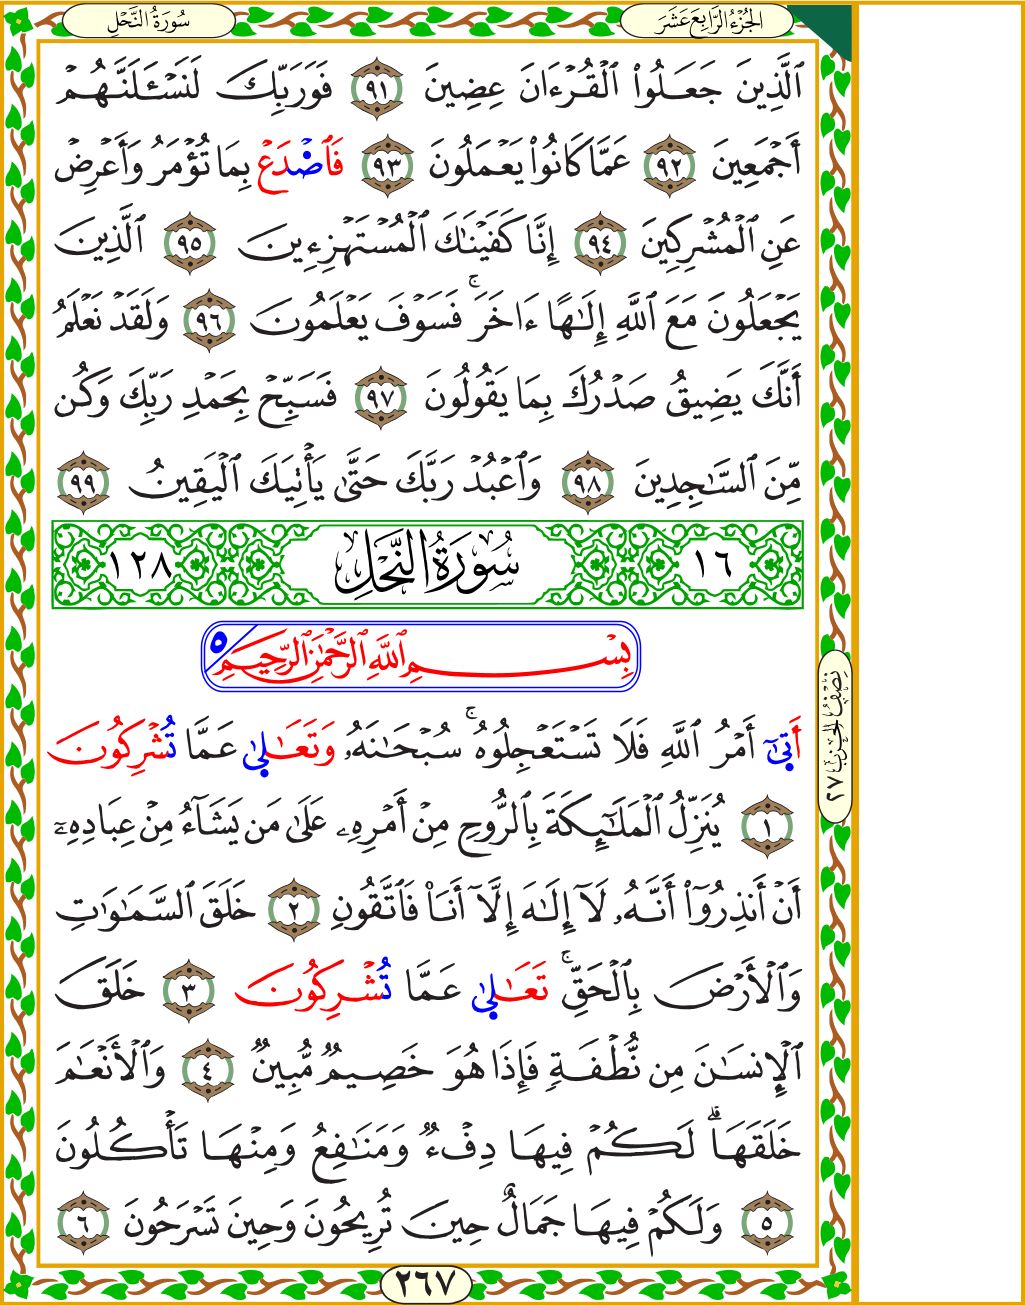 سُورَةُ النَّحْلِ
الجُزْءُ الرَّابِعَ عَشَرَ
ٱلَّذِينَ جَعَلُوا۟ ٱلْقُرْءَانَ عِضِينَ ٩١ فَوَرَبِّكَ لَنَسْـَٔلَنَّهُمْ
أَجْمَعِينَ ٩٢ عَمَّا كَانُوا۟ يَعْمَلُونَ ٩٣ فَٱصْدَعْ بِمَا تُؤْمَرُ وَأَعْرِضْ
عَنِ ٱلْمُشْرِكِينَ ٩٤ إِنَّا كَفَيْنَـٰكَ ٱلْمُسْتَهْزِءِينَ ٩٥ ٱلَّذِينَ
يَجْعَلُونَ مَعَ ٱللَّهِ إِلَـٰهًا ءَاخَرَ ۚ فَسَوْفَ يَعْلَمُونَ ٩٦ وَلَقَدْ نَعْلَمُ
أَنَّكَ يَضِيقُ صَدْرُكَ بِمَا يَقُولُونَ ٩٧ فَسَبِّحْ بِحَمْدِ رَبِّكَ وَكُن
مِّنَ ٱلسَّـٰجِدِينَ ٩٨ وَٱعْبُدْ رَبَّكَ حَتَّىٰ يَأْتِيَكَ ٱلْيَقِينُ ٩٩
١٦ سُورَةُ النَّحْلِ ١٢٨
بِسْمِ ٱللَّهِ ٱلرَّحْمَـٰنِ ٱلرَّحِيمِ ٥
أَتَىٰٓ أَمْرُ ٱللَّهِ فَلَا تَسْتَعْجِلُوهُ ۚ سُبْحَـٰنَهُۥ وَتَعَـٰلَىٰ عَمَّا تُشْرِكُونَ
١ يُنَزِّلُ ٱلْمَلَـٰٓئِكَةَ بِٱلرُّوحِ مِنْ أَمْرِهِۦ عَلَىٰ مَن يَشَآءُ مِنْ عِبَادِهِۦٓ
أَنْ أَنذِرُوٓا۟ أَنَّهُۥ لَآ إِلَـٰهَ إِلَّآ أَنَا۠ فَٱتَّقُونِ ٢ خَلَقَ ٱلسَّمَـٰوَٰتِ
وَٱلْأَرْضَ بِٱلْحَقِّ ۚ تَعَـٰلَىٰ عَمَّا تُشْرِكُونَ ٣ خَلَقَ
ٱلْإِنسَـٰنَ مِن نُّطْفَةٍ فَإِذَا هُوَ خَصِيمٌ مُّبِينٌ ٤ وَٱلْأَنْعَـٰمَ
خَلَقَهَا ۗ لَكُمْ فِيهَا دِفْءٌ وَمَنَـٰفِعُ وَمِنْهَا تَأْكُلُونَ
٥ وَلَكُمْ فِيهَا جَمَالٌ حِينَ تُرِيحُونَ وَحِينَ تَسْرَحُونَ ٦
نِصْفُ الحِزْبِ ٢٧
٢٦٧